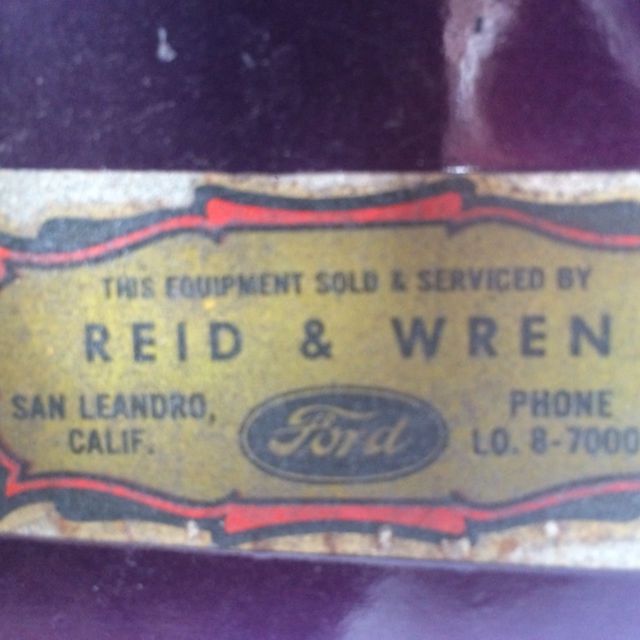 THIS EQUIPMENT SOLD & SERVICED BY
REID & WREN
SAN LEANDRO,
CALIF.
Ford
PHONE
LO. 8-7000